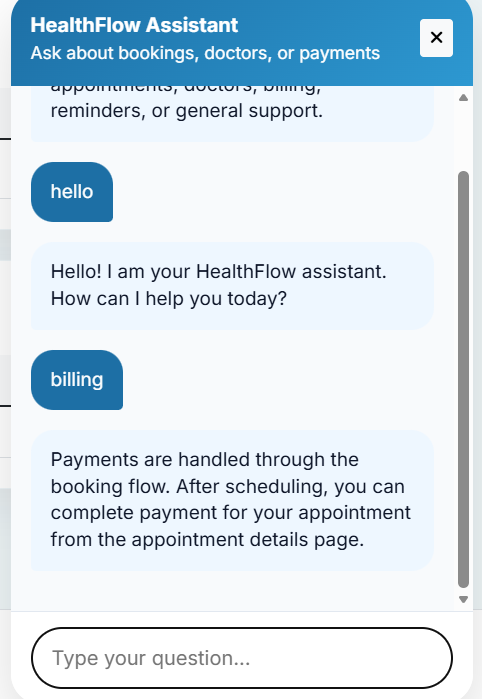 HealthFlow Assistant
Ask about bookings, doctors, or payments
appointments, doctors, billing,
reminders, or general support.
hello
Hello! I am your HealthFlow assistant.
How can I help you today?
billing
Payments are handled through the
booking flow. After scheduling, you can
complete payment for your appointment
from the appointment details page.
Type your question...